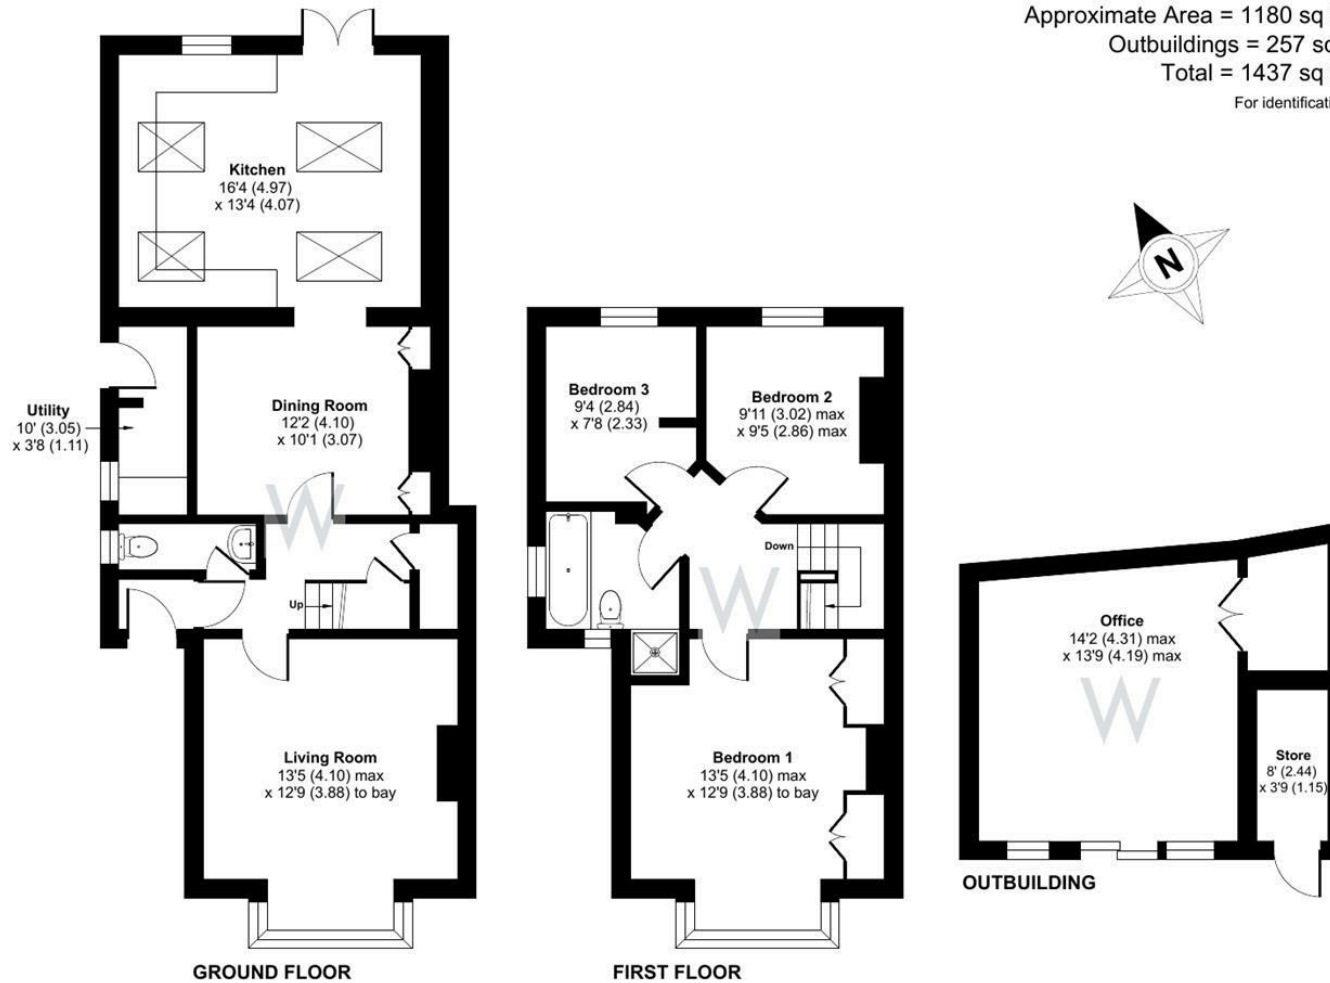 Approximate Area = 1180 sq
Outbuildings = 257
Total = 1437 sq
For
Kitchen
16'4 (4.97)
x 13'4 (4.07)
N
Utility
10' (3.05)
x 3'8 (1.11)
Dining Room
12'2 (4.10)
x 10'1 (3.07)
Bedroom 3
9'4 (2.84)
x 7'8 (2.33)
Bedroom 2
9'11 (3.02) max
x 9'5 (2.86) max
W
Down
Up
W
Office
14'2 (4.31) max
x 13'9 (4.19) max
W
Living Room
13'5 (4.10) max
x 12'9 (3.88) to bay
Bedroom 1
13'5 (4.10) max
x 12'9 (3.88) to bay
Store
8' (2.44)
x 3'9 (1.15)
OUTBUILDING
GROUND FLOOR
FIRST FLOOR